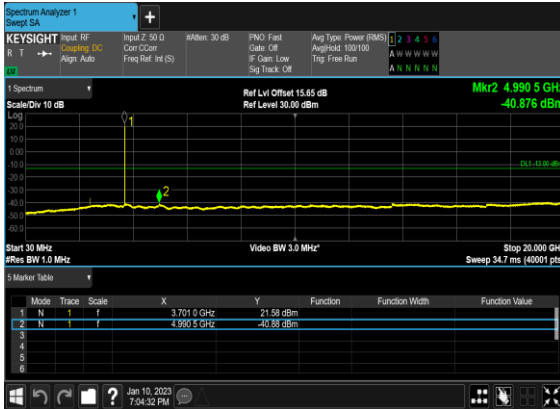 Spectrum Analyzer 1
Swept SA
+
KEYSIGHT Input: RF Input Z: 50 Ω #Atten: 30 dB PNO: Fast Avg Type: Power (RMS) 1 2 3 4 5 6
R T Coupling: DC Corr CCorr Gate: Off Avg|Hold: 100/100 A W W W W W
Align: Auto Freq Ref: Int (S) IF Gain: Low Trig: Free Run
Sig Track: Off A N N N N N
1 Spectrum Ref Lvl Offset 15.65 dB Mkr2 4.990 5 GHz
Scale/Div 10 dB Ref Level 30.00 dBm -40.876 dBm
Log
20.0
10.0
0.00
-10.0
-20.0
-30.0
-40.0
-50.0
-60.0
1
2
DL1 -13.00 dBm
Start 30 MHz Video BW 3.0 MHz* Stop 20.000 GHz
#Res BW 1.0 MHz Sweep 34.7 ms (40001 pts)
5 Marker Table
Mode Trace Scale X Y Function Function Width Function Value
1 N 1 f 3.701 0 GHz 21.58 dBm
2 N 1 f 4.990 5 GHz -40.88 dBm
3
4
5
6
? Jan 10, 2023
7:04:32 PM